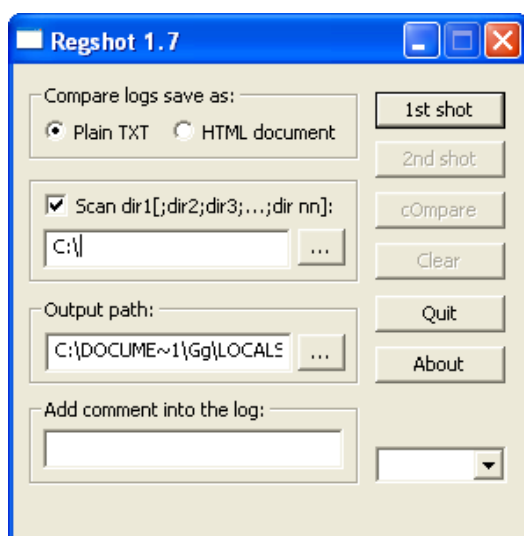 Regshot 1.7
Compare logs save as:
Plain TXT HTML document
1st shot
2nd shot
Scan dir1[;dir2;dir3;...;dir nn]:
C:\
...
cOmpare
Clear
Output path:
C:\DOCUME~1\Gg\LOCALS
...
Quit
About
Add comment into the log: